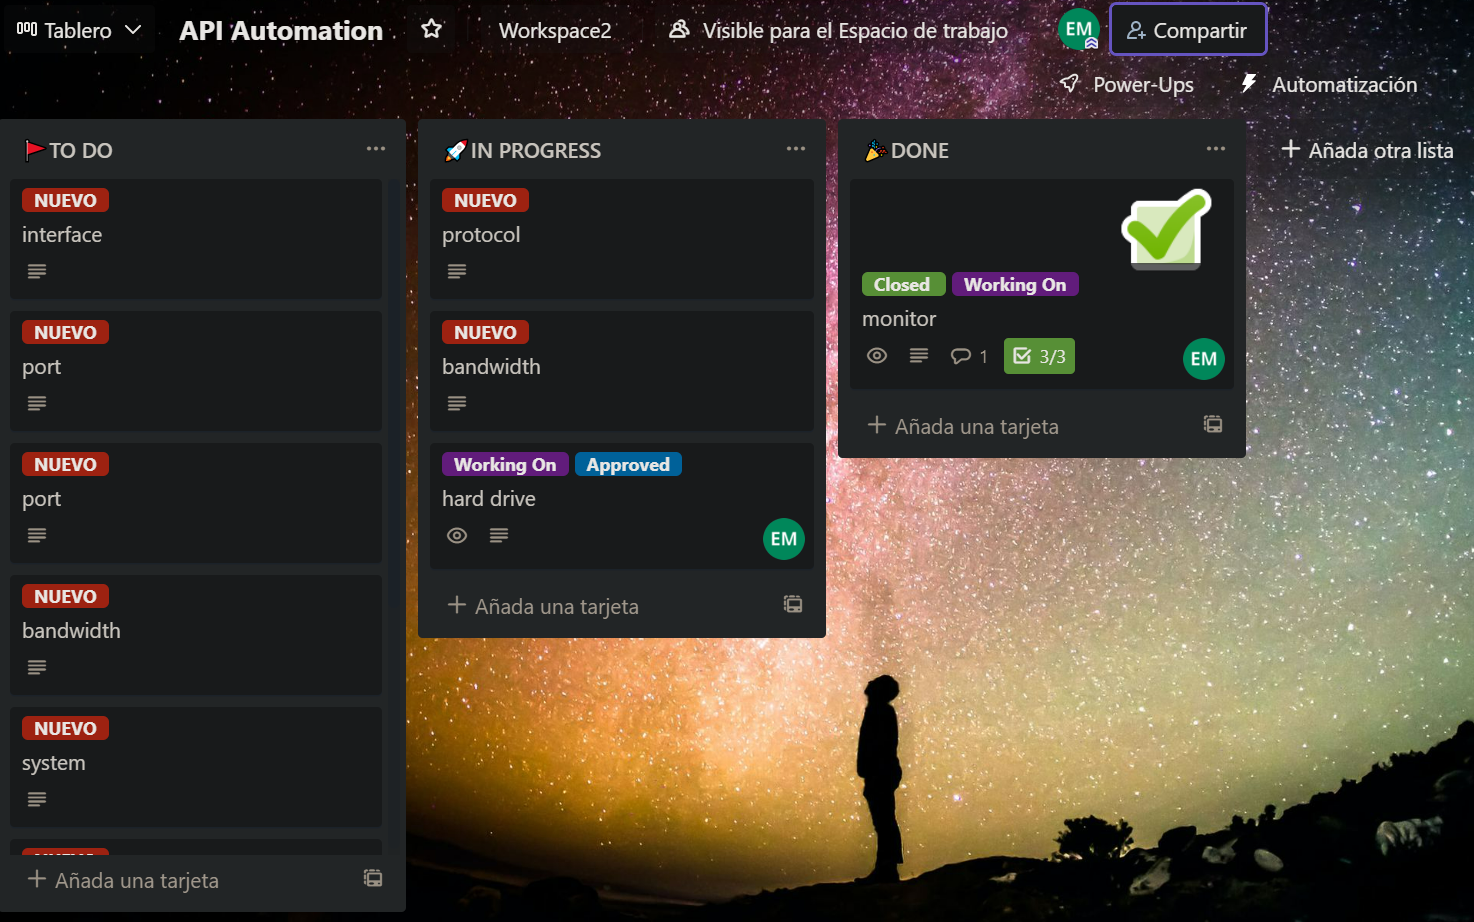 Tablero
API Automation
Workspace2
Visible para el Espacio de trabajo
EM
Compartir
Power-Ups
Automatización
TO DO
NUEVO
interface
NUEVO
port
NUEVO
port
NUEVO
bandwidth
NUEVO
system
+ Añada una tarjeta
IN PROGRESS
NUEVO
protocol
NUEVO
bandwidth
Working On Approved
hard drive
EM
+ Añada una tarjeta
DONE
Closed Working On
monitor
1 3/3
EM
+ Añada una tarjeta
+ Añada otra lista